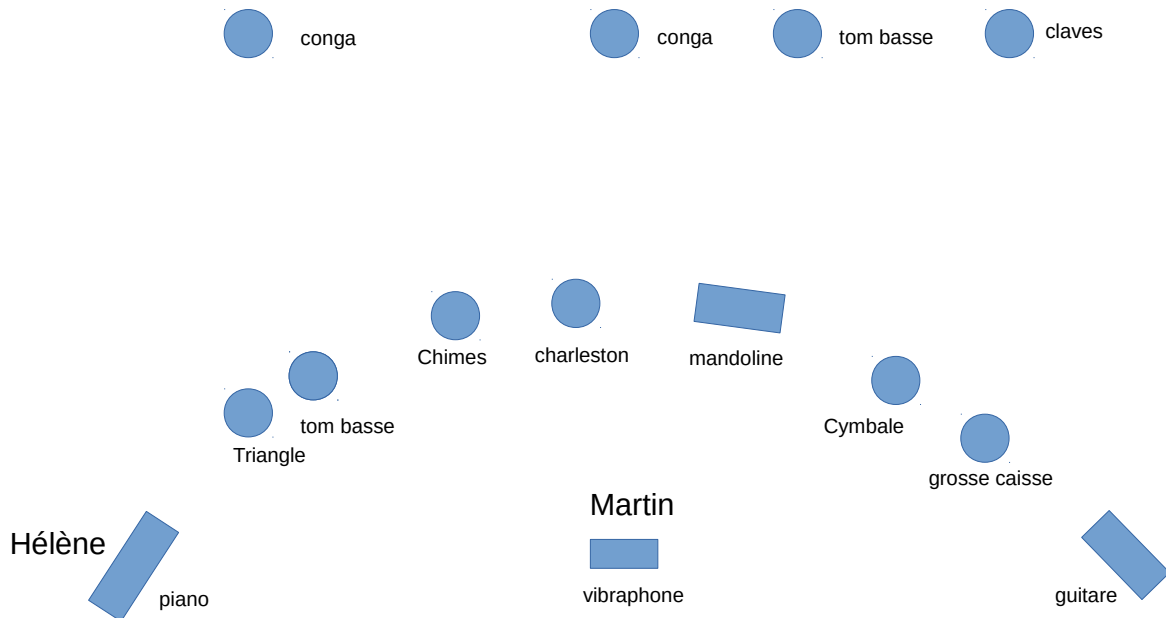 conga
conga
tom basse
claves
Chimes
charleston
mandoline
Triangle
tom basse
Cymbale
grosse caisse
Hélène
piano
Martin
vibraphone
guitare